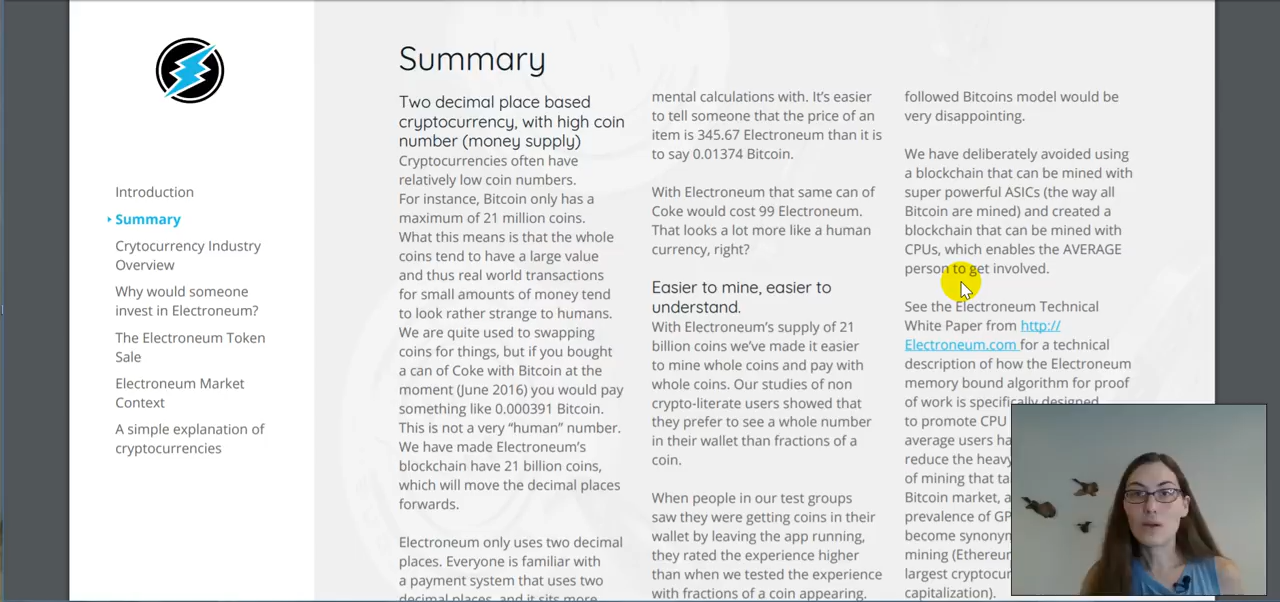 Introduction
Summary
Crytocurrency Industry
Overview
Why would someone
invest in Electroneum?
The Electroneum Token
Sale
Electroneum Market
Context
A simple explanation of
cryptocurrencies
Summary
Two decimal place based
cryptocurrency, with high coin
number (money supply)
Cryptocurrencies often have
relatively low coin numbers.
For instance, Bitcoin only has a
maximum of 21 million coins.
What this means is that the whole
coins tend to have a large value
and thus real world transactions
for small amounts of money tend
to look rather strange to humans.
We are quite used to swapping
coins for things, but if you bought
a can of Coke with Bitcoin at the
moment (June 2016) you would pay
something like 0.000391 Bitcoin.
This is not a very “human” number.
We have made Electroneum’s
blockchain have 21 billion coins,
which will move the decimal places
forwards.
Electroneum only uses two decimal
places. Everyone is familiar with
a payment system that uses two
decimal places, and it sits more
mental calculations with. It’s easier
to tell someone that the price of an
item is 345.67 Electroneum than it is
to say 0.01374 Bitcoin.
With Electroneum that same can of
Coke would cost 99 Electroneum.
That looks a lot more like a human
currency, right?
Easier to mine, easier to
understand.
With Electroneum’s supply of 21
billion coins we’ve made it easier
to mine whole coins and pay with
whole coins. Our studies of non
crypto-literate users showed that
they prefer to see a whole number
in their wallet than fractions of a
coin.
When people in our test groups
saw they were getting coins in their
wallet by leaving the app running,
they rated the experience higher
than when we tested the experience
with fractions of a coin appearing.
followed Bitcoins model would be
very disappointing.
We have deliberately avoided using
a blockchain that can be mined with
super powerful ASICs (the way all
Bitcoin are mined) and created a
blockchain that can be mined with
CPUs, which enables the AVERAGE
person to get involved.
See the Electroneum Technical
White Paper from http://
Electroneum.com for a technical
description of how the Electroneum
memory bound algorithm for proof
of work is specifically designed
to promote CPU
average users
reduce the heavy
of mining that
Bitcoin market,
prevalence of
become
mining
largest
capitalization).